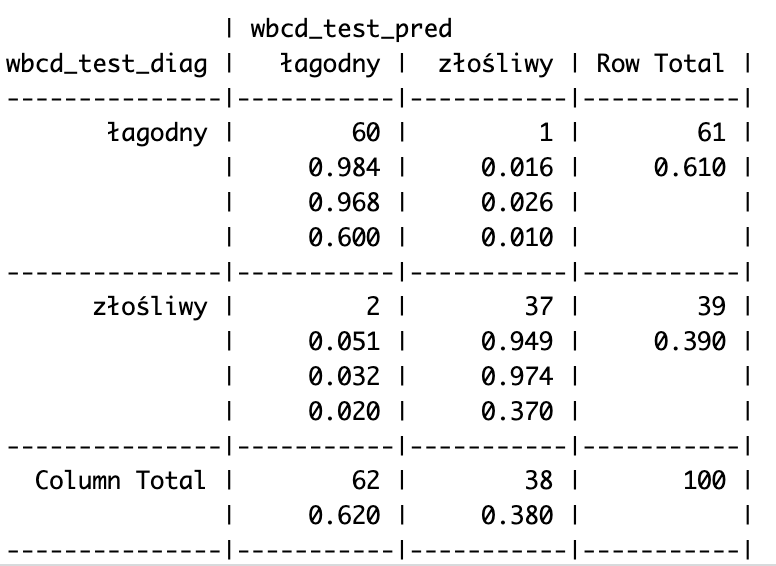 | wbcd_test_pred
wbcd_test_diag |   łagodny |  złośliwy | Row Total |
---------------|-----------|-----------|-----------|
       łagodny |        60 |         1 |        61 |
               |     0.984 |     0.016 |     0.610 |
               |     0.968 |     0.026 |           |
               |     0.600 |     0.010 |           |
---------------|-----------|-----------|-----------|
      złośliwy |         2 |        37 |        39 |
               |     0.051 |     0.949 |     0.390 |
               |     0.032 |     0.974 |           |
               |     0.020 |     0.370 |           |
---------------|-----------|-----------|-----------|
  Column Total |        62 |        38 |       100 |
               |     0.620 |     0.380 |           |
---------------|-----------|-----------|-----------|